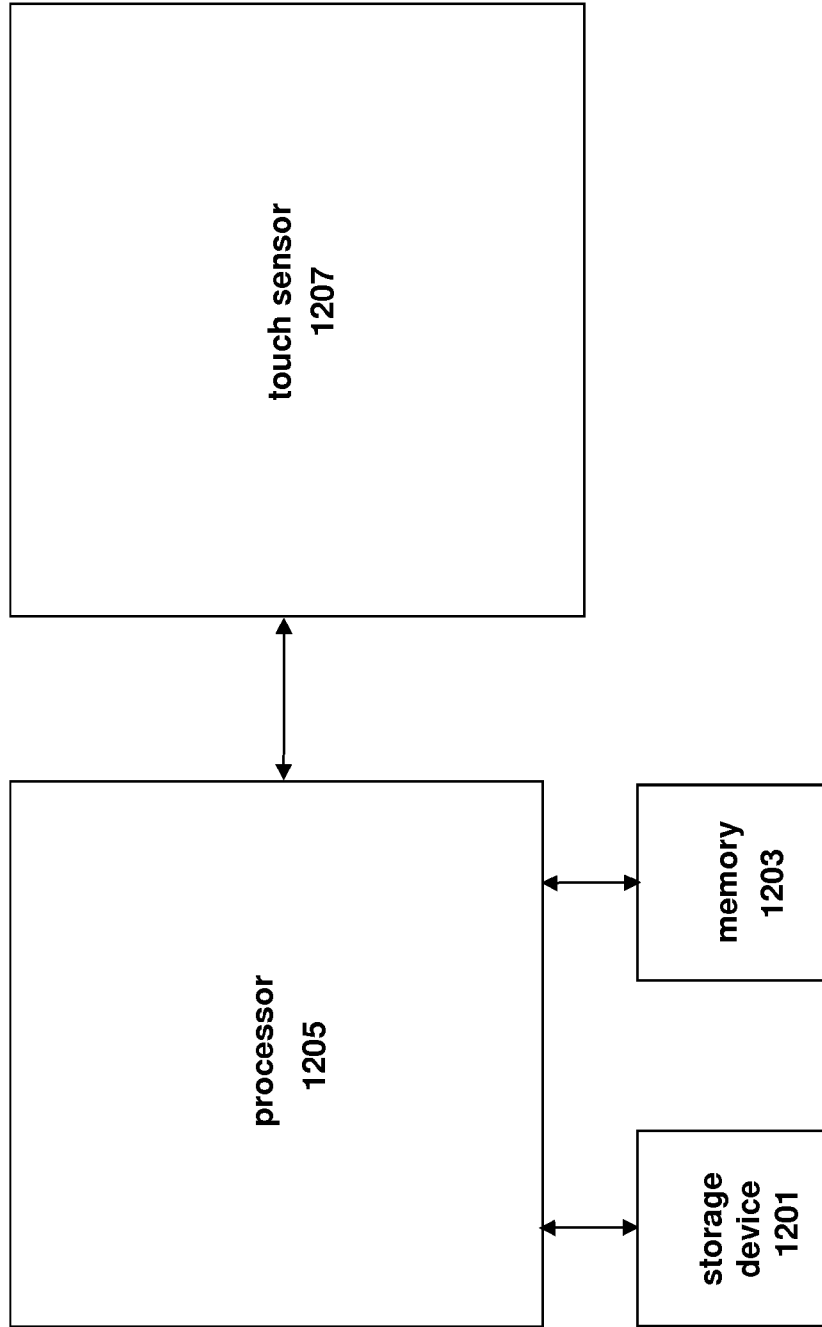 processor
1205
touch sensor
1207
storage
device
1201
memory
1203